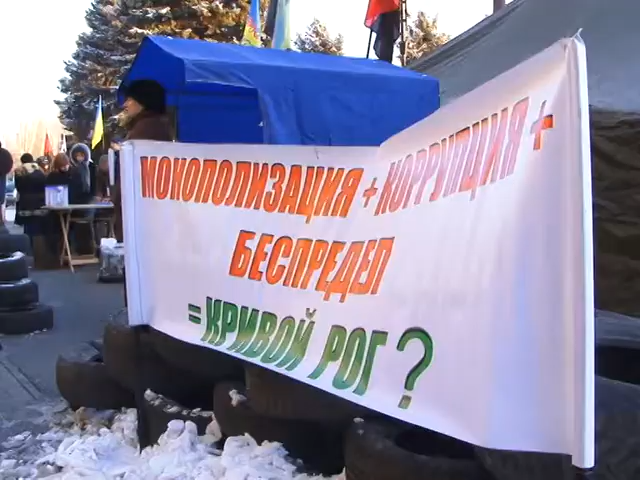 МОНОПОЛИЗАЦИЯ + КОРРУПЦИЯ +
БЕСПРЕДЕЛ
= КРИВОЙ РОГ ?